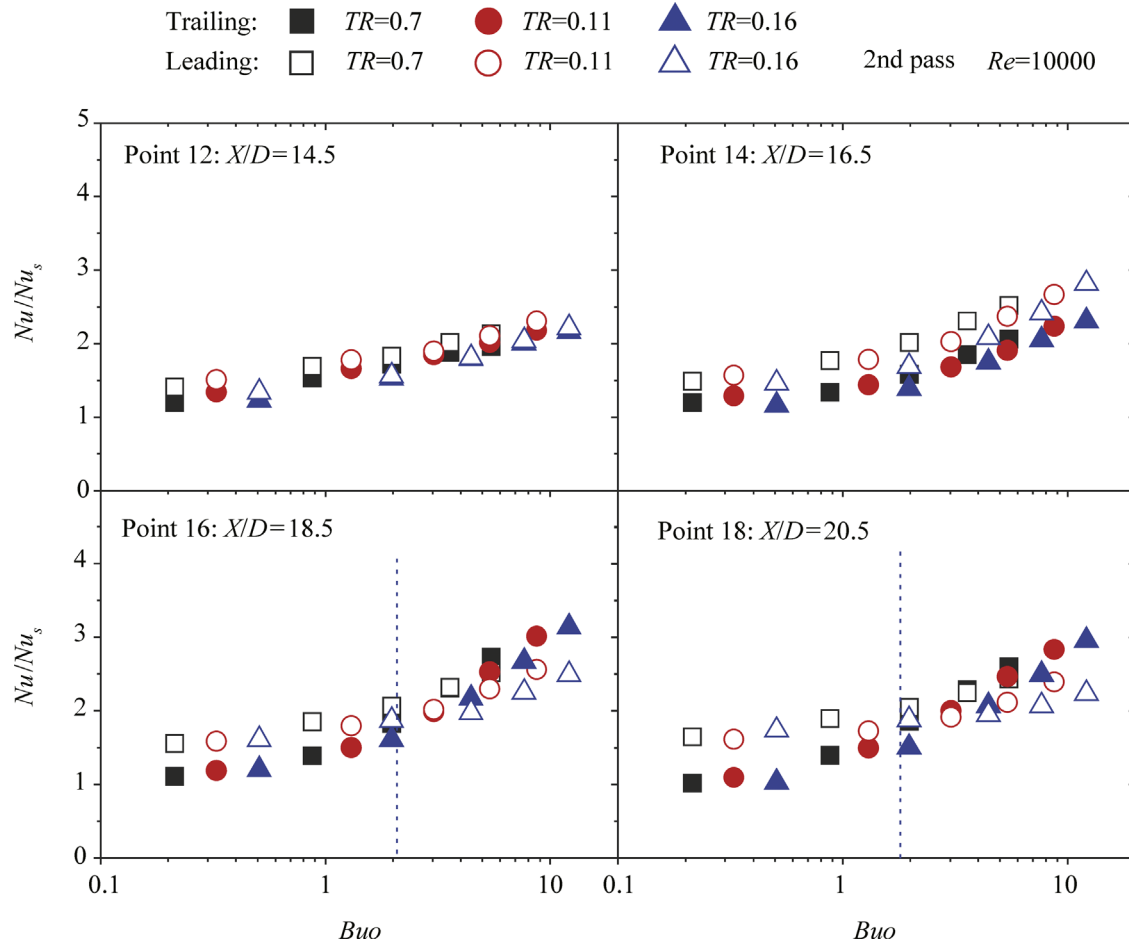 Trailing: TR=0.7 TR=0.11 TR=0.16
Leading: TR=0.7 TR=0.11 TR=0.16 2nd pass Re=10000
5
Point 12: X/D=14.5 Point 14: X/D=16.5
4
3
Nu/Nus
2
1
0
Point 16: X/D=18.5 Point 18: X/D=20.5
4
3
Nu/Nus
2
1
0
0.1 1 10 0.1 1 10
Buo Buo